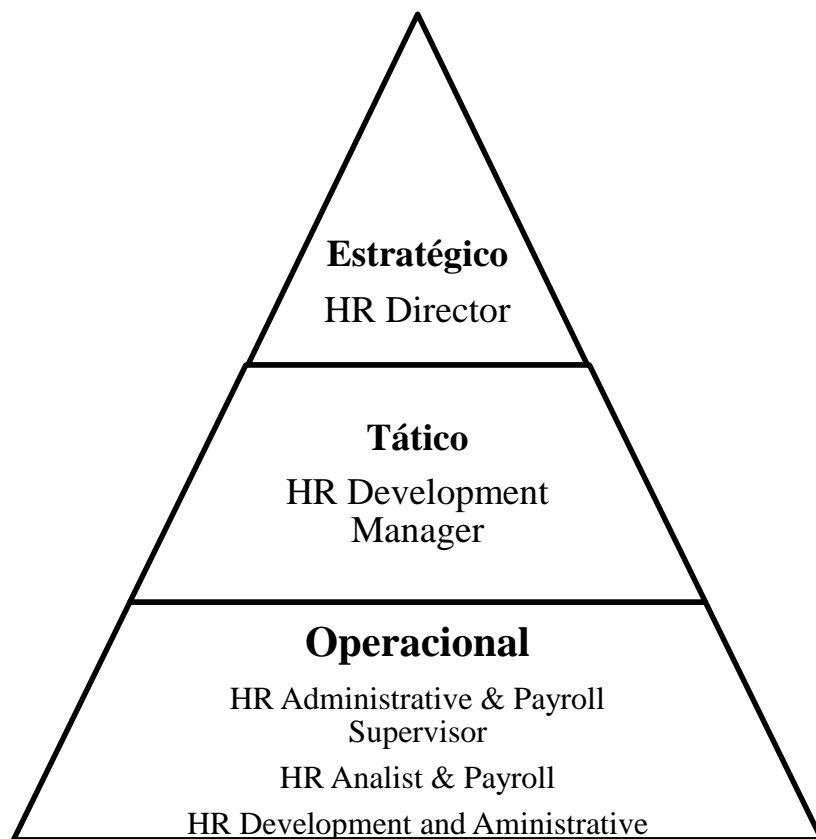 Estratégico
HR Director
Tático
HR Development
Manager
Operacional
HR Administrative & Payroll
Supervisor
HR Analist & Payroll
HR Development and Aministrative